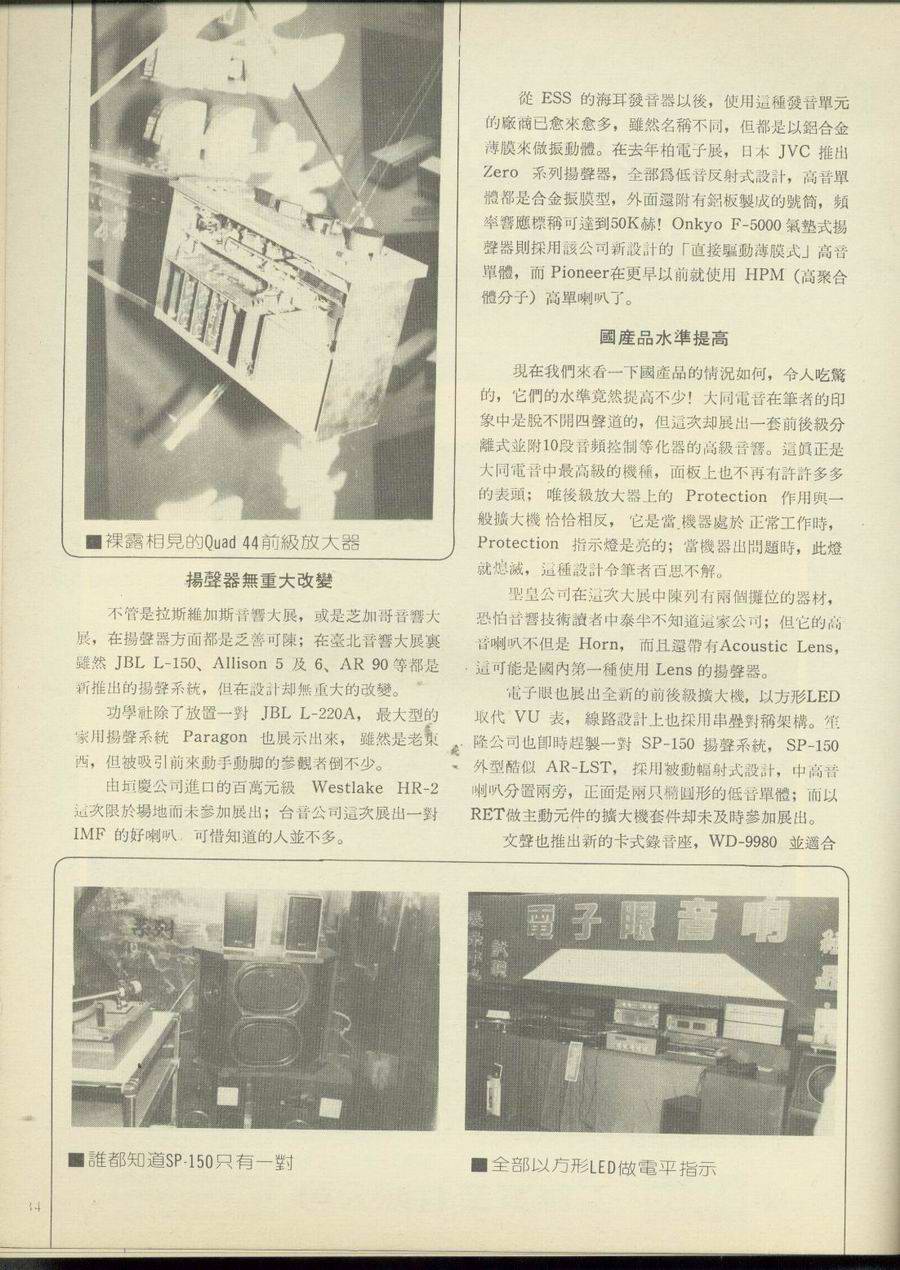 ■裸露相見的Quad 44前級放大器
揚聲器無重大改變
不管是拉斯維加斯音響大展，或是芝加哥音響大
展，在揚聲器方面都是乏善可陳；在臺北音響大展裏
雖然 JBL L-150、Allison 5 及 6、AR 90 等都是
新推出的揚聲系統，但在設計却無重大的改變。
功學社除了放置一對 JBL L-220A，最大型的
家用揚聲系統 Paragon 也展示出來，雖然是老東
西，但被吸引前來動手動脚的參觀者倒不少。
由垣慶公司進口的百萬元級 Westlake HR-2
這次限於場地而未參加展出；台音公司這次展出一對
IMF 的好喇叭，可惜知道的人並不多。
從 ESS 的海耳發音器以後，使用這種發音單元
的廠商已愈來愈多，雖然名稱不同，但都是以鋁合金
薄膜來做振動體。在去年柏電子展，日本 JVC 推出
Zero 系列揚聲器，全部爲低音反射式設計，高音單
體都是合金振膜型，外面還附有鋁板製成的號筒，頻
率響應標稱可達到50K赫！Onkyo F-5000 氣墊式揚
聲器則採用該公司新設計的「直接驅動薄膜式」高音
單體，而 Pioneer在更早以前就使用 HPM（高聚合
體分子）高單喇叭了。
國產品水準提高
現在我們來看一下國產品的情況如何，令人吃驚
的，它們的水準竟然提高不少！大同電音在筆者的印
象中是脫不開四聲道的，但這次却展出一套前後級分
離式並附10段音頻控制等化器的高級音響。這眞正是
大同電音中最高級的機種，面板上也不再有許許多多
的表頭；唯後級放大器上的 Protection 作用與一
般擴大機恰恰相反，它是當機器處於正常工作時，
Protection 指示燈是亮的；當機器出問題時，此燈
就熄滅，這種設計令筆者百思不解。
聖皇公司在這次大展中陳列有兩個攤位的器材，
恐怕音響技術讀者中泰半不知道這家公司；但它的高
音喇叭不但是 Horn，而且還帶有Acoustic Lens，
這可能是國內第一種使用 Lens 的揚聲器。
電子眼也展出全新的前後級擴大機，以方形LED
取代 VU 表，線路設計上也採用串疊對稱架構。笙
隆公司也即時趕製一對 SP-150 揚聲系統，SP-150
外型酷似 AR-LST，採用被動輻射式設計，中高音
喇叭分置兩旁，正面是兩只橢圓形的低音單體；而以
RET做主動元件的擴大機套件却未及時參加展出。
文聲也推出新的卡式錄音座，WD-9980 並適合
系列
電子眼音响
■誰都知道SP-150只有一對
■全部以方形LED做電平指示